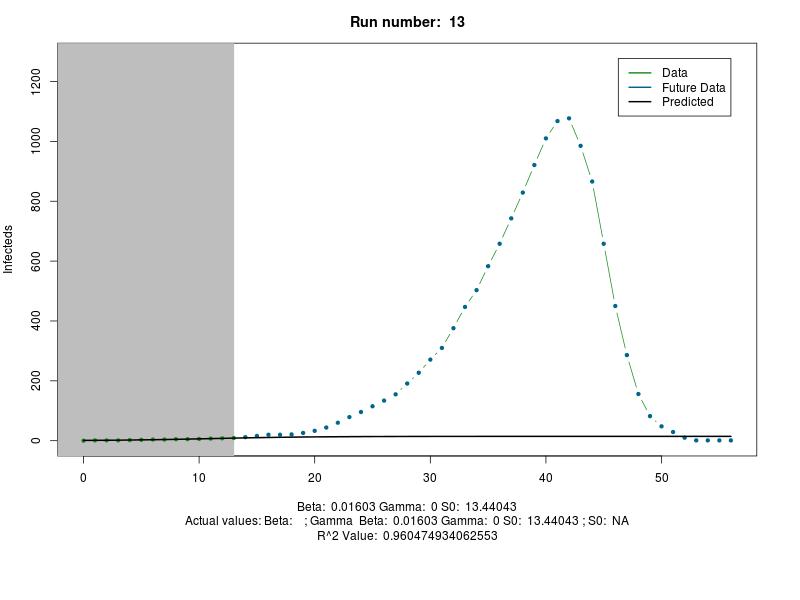 Run number: 13
Data
Future Data
Predicted
Infecteds
1200
1000
800
600
400
200
0
0 10 20 30 40 50
Beta: 0.01603 Gamma: 0 S0: 13.44043
Actual values: Beta: ; Gamma Beta: 0.01603 Gamma: 0 S0: 13.44043 ; S0: NA
R^2 Value: 0.960474934062553